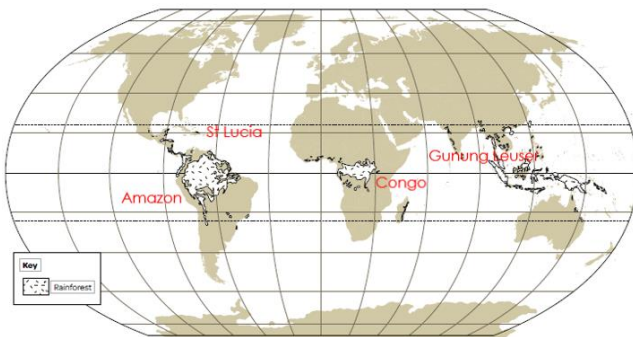 St Lucia
Gunung Leuser
Congo
Amazon
Key
Rainforest